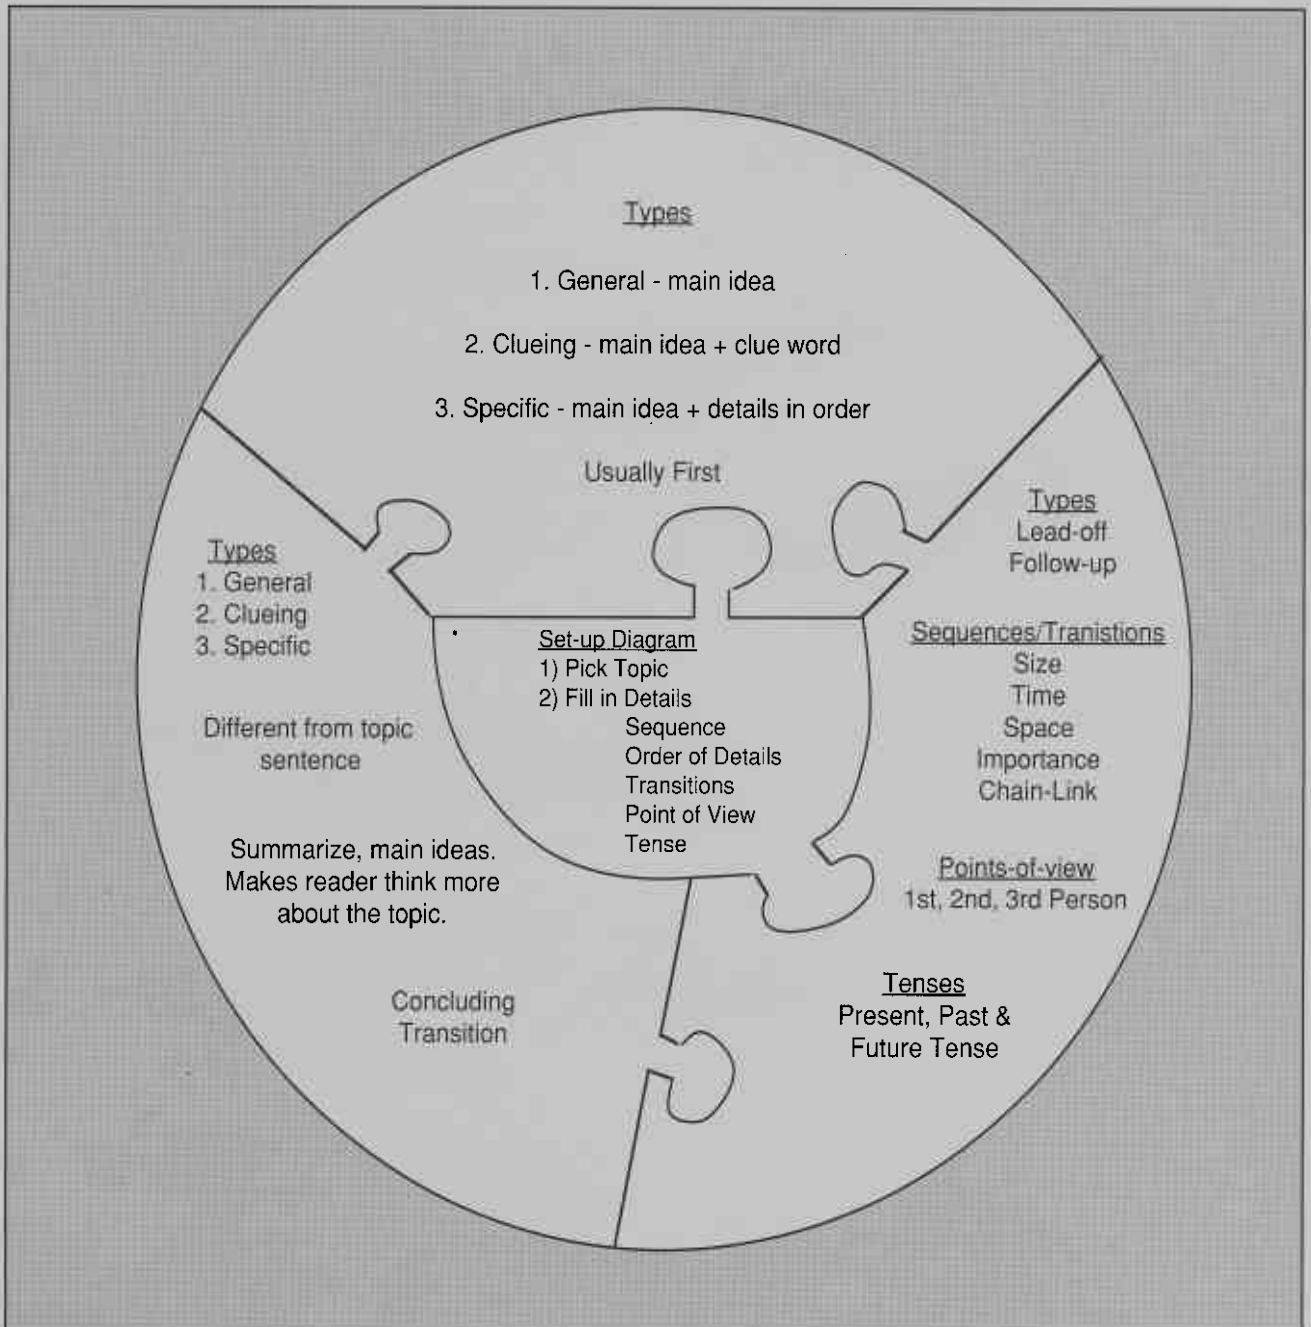 Types
1. General - main idea
2. Clueing - main idea + clue word
3. Specific - main idea + details in order
Usually First
Types
1. General
2. Clueing
3. Specific
Different from topic
sentence
Summarize, main ideas.
Makes reader think more
about the topic.
Concluding
Transition
Set-up Diagram
1) Pick Topic
2) Fill in Details
Sequence
Order of Details
Transitions
Point of View
Tense
Types
Lead-off
Follow-up
Sequences/Tranistions
Size
Time
Space
Importance
Chain-Link
Points-of-view
1st, 2nd, 3rd Person
Tenses
Present, Past &
Future Tense